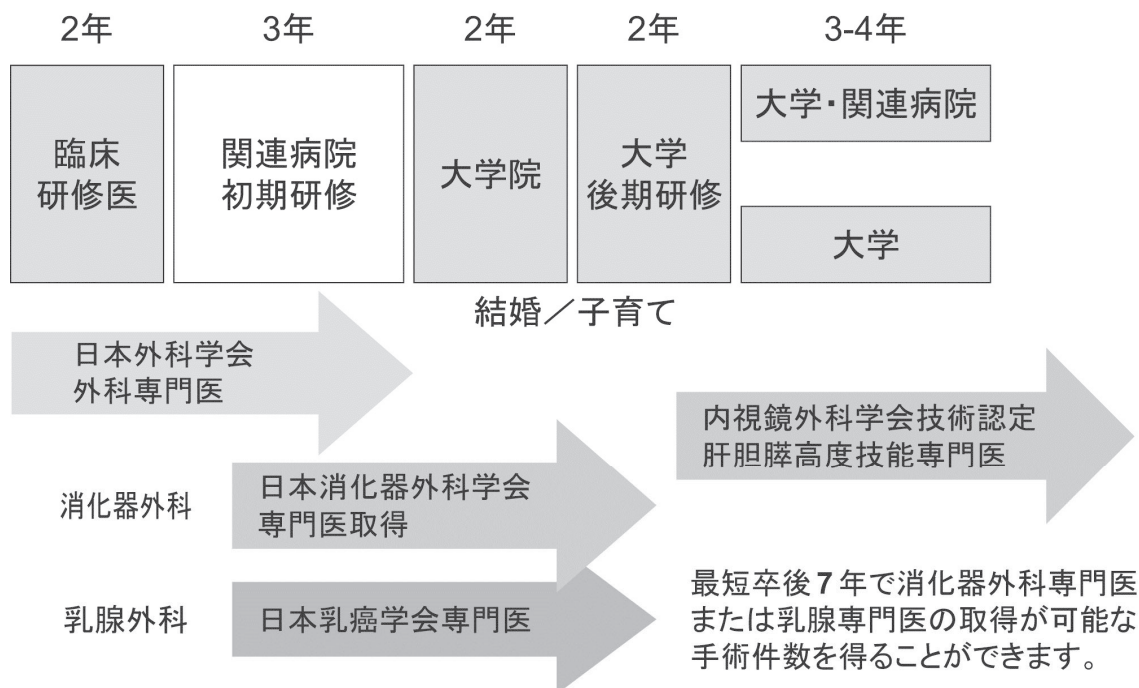 2年
3年
2年
2年
3-4年
臨床
研修医
関連病院
初期研修
大学院
大学
後期研修
大学・関連病院
大学
結婚／子育て
日本外科学会
外科専門医
内視鏡外科学会技術認定
肝胆膵高度技能専門医
消化器外科
日本消化器外科学会
専門医取得
乳腺外科
日本乳癌学会専門医
最短卒後7年で消化器外科専門医
または乳腺専門医の取得が可能な
手術件数を得ることができます。